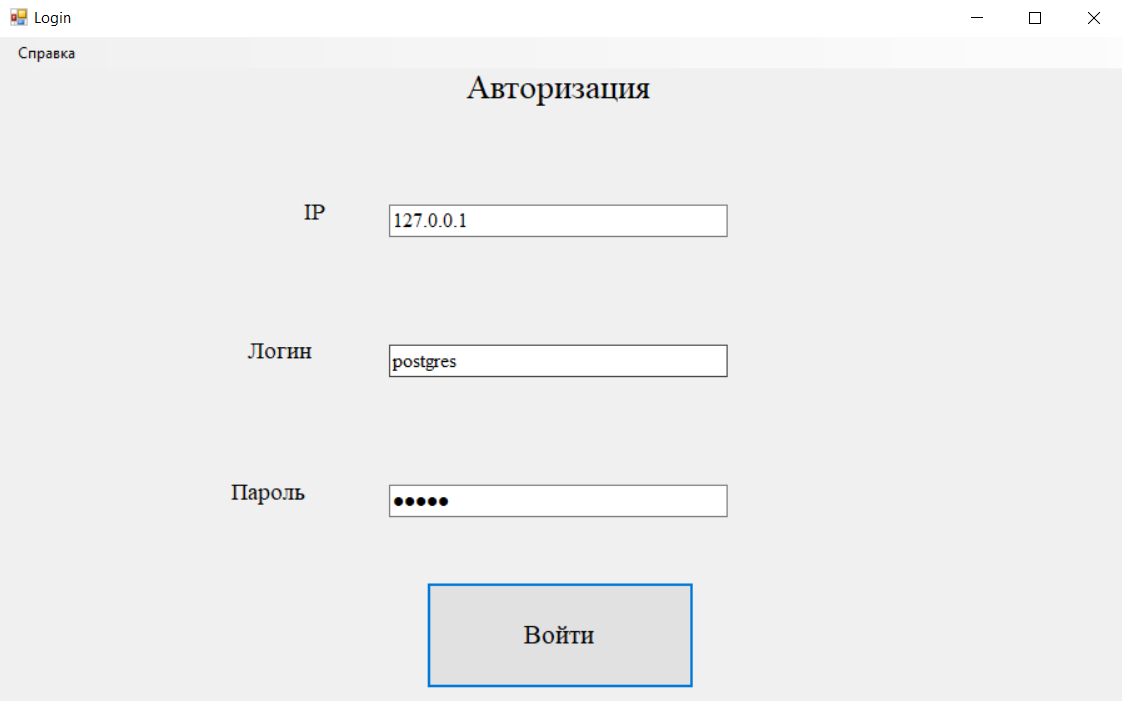 Login
Справка
Авторизация
IP 127.0.0.1
Логин postgres
Пароль •••••
Войти